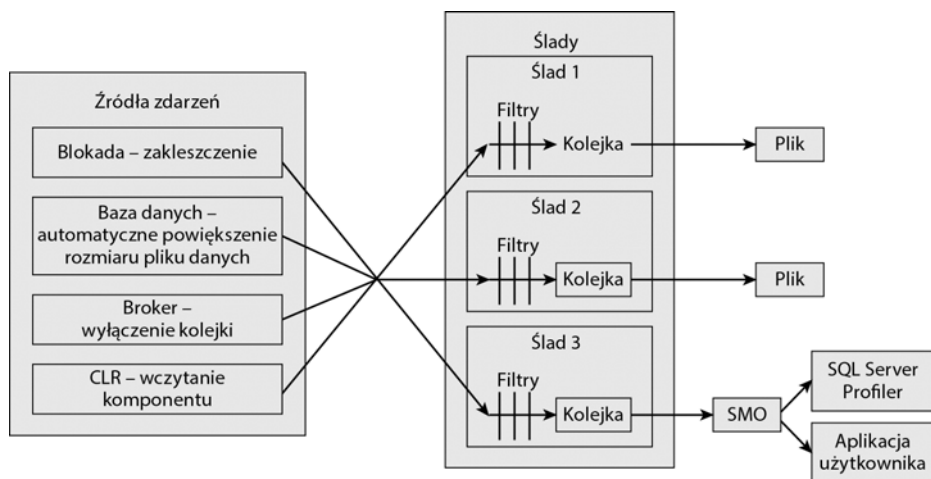 Źródła zdarzeń
Blokada – zakleszczenie
Baza danych –
automatyczne powiększenie
rozmiaru pliku danych
Broker –
wyłączenie kolejki
CLR – wczytanie
komponentu
Ślady
Ślad 1
Filtry
Kolejka
Plik
Ślad 2
Filtry
Kolejka
Plik
Ślad 3
Filtry
Kolejka
SMO
SQL Server
Profiler
Aplikacja
użytkownika